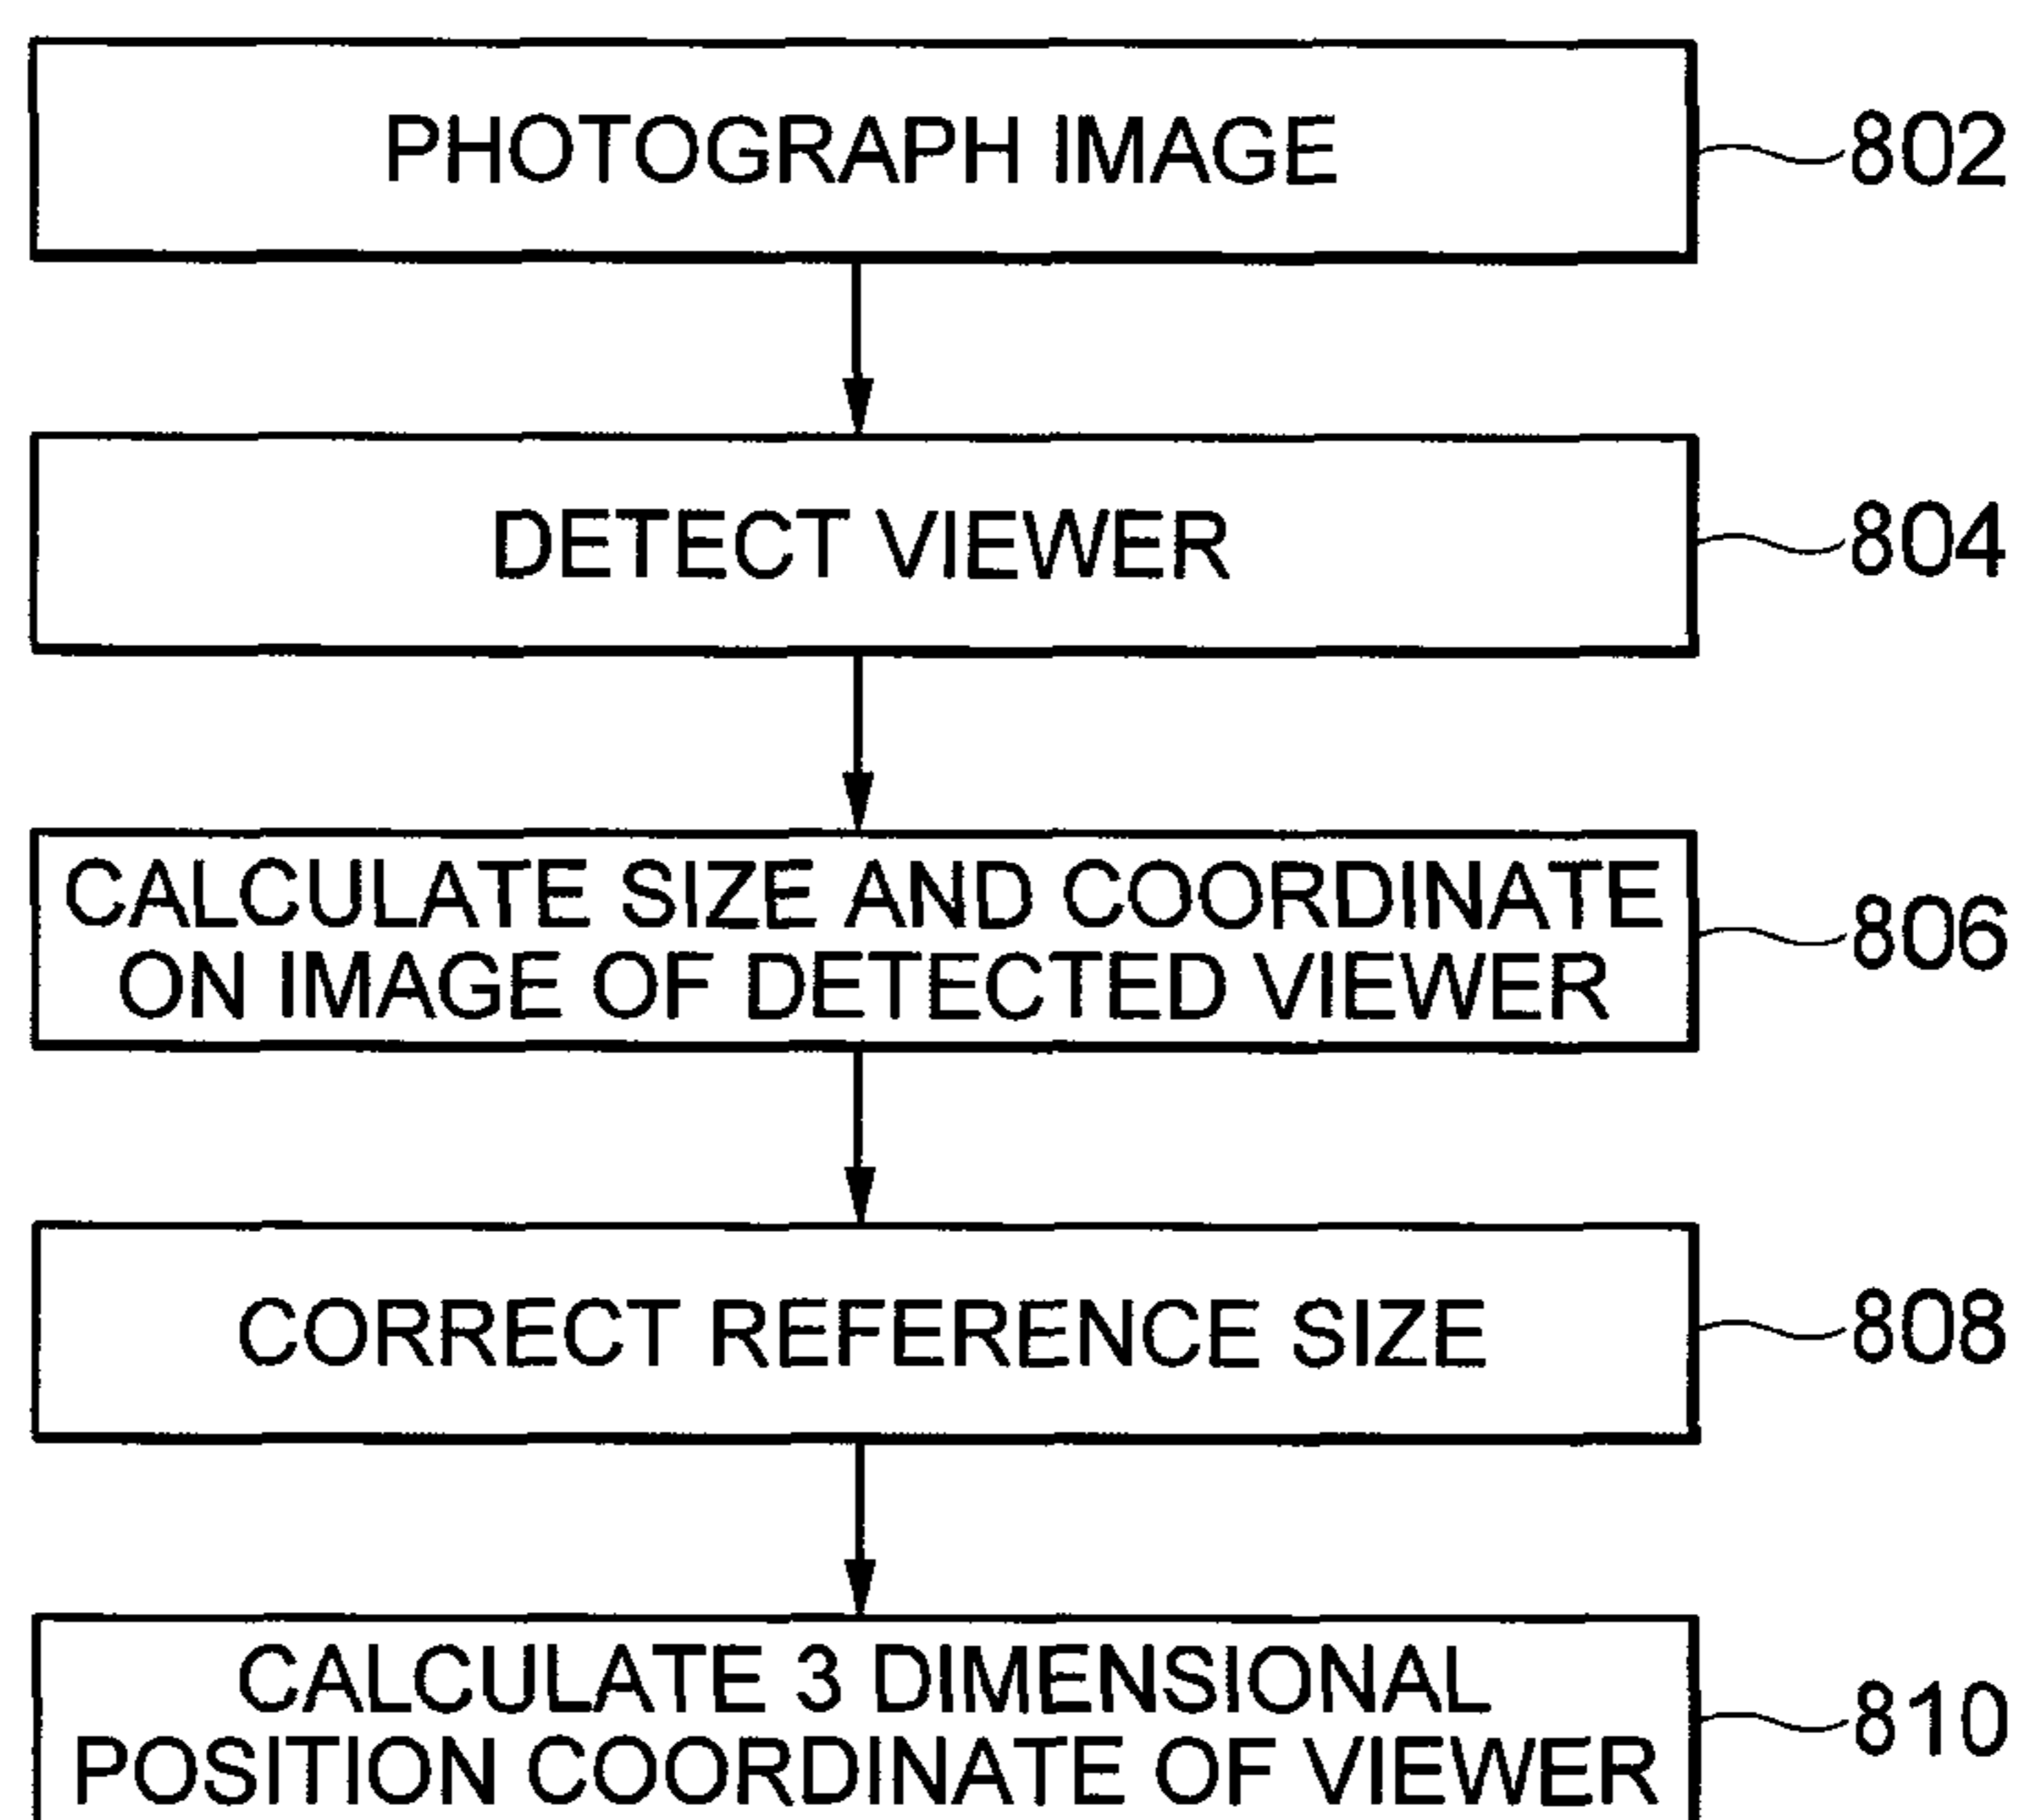 PHOTOGRAPH IMAGE
802
DETECT VIEWER
804
CALCULATE SIZE AND COORDINATE
ON IMAGE OF DETECTED VIEWER
806
CORRECT REFERENCE SIZE
808
CALCULATE 3 DIMENSIONAL
POSITION COORDINATE OF VIEWER
810